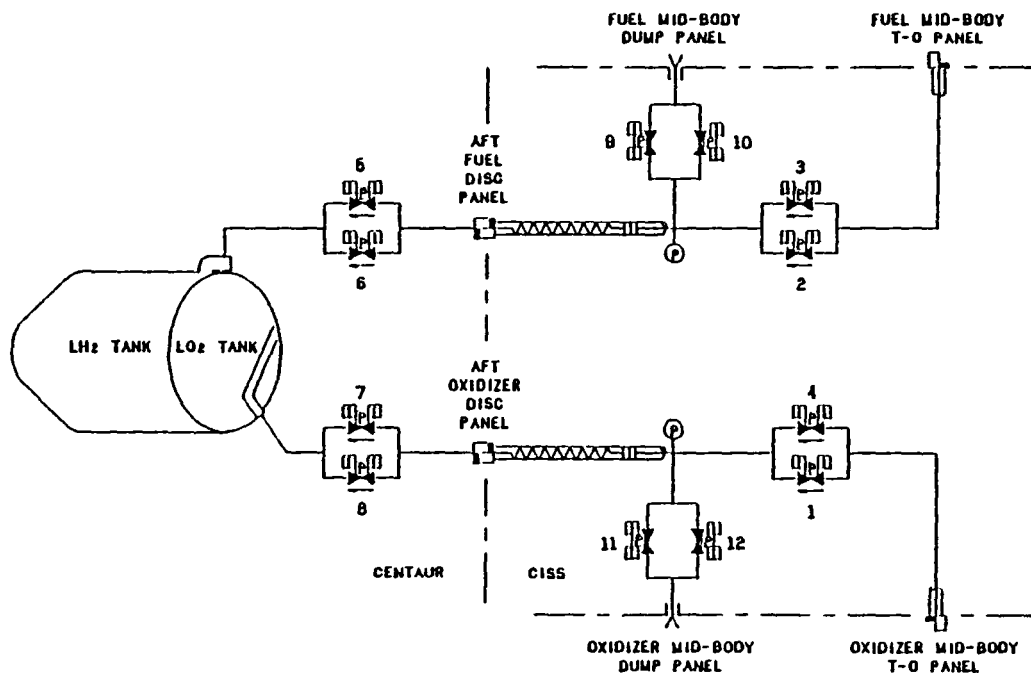 FUEL MID-BODY
DUMP PANEL
FUEL MID-BODY
T-0 PANEL
9
10
AFT
FUEL
DISC
PANEL
5
P
P
6
3
P
P
2
P
P
P
LH2 TANK
LO2 TANK
AFT
OXIDIZER
DISC
PANEL
7
P
P
8
P
4
P
P
1
11
P
P
12
CENTAUR
CISS
OXIDIZER MID-BODY
DUMP PANEL
OXIDIZER MID-BODY
T-0 PANEL